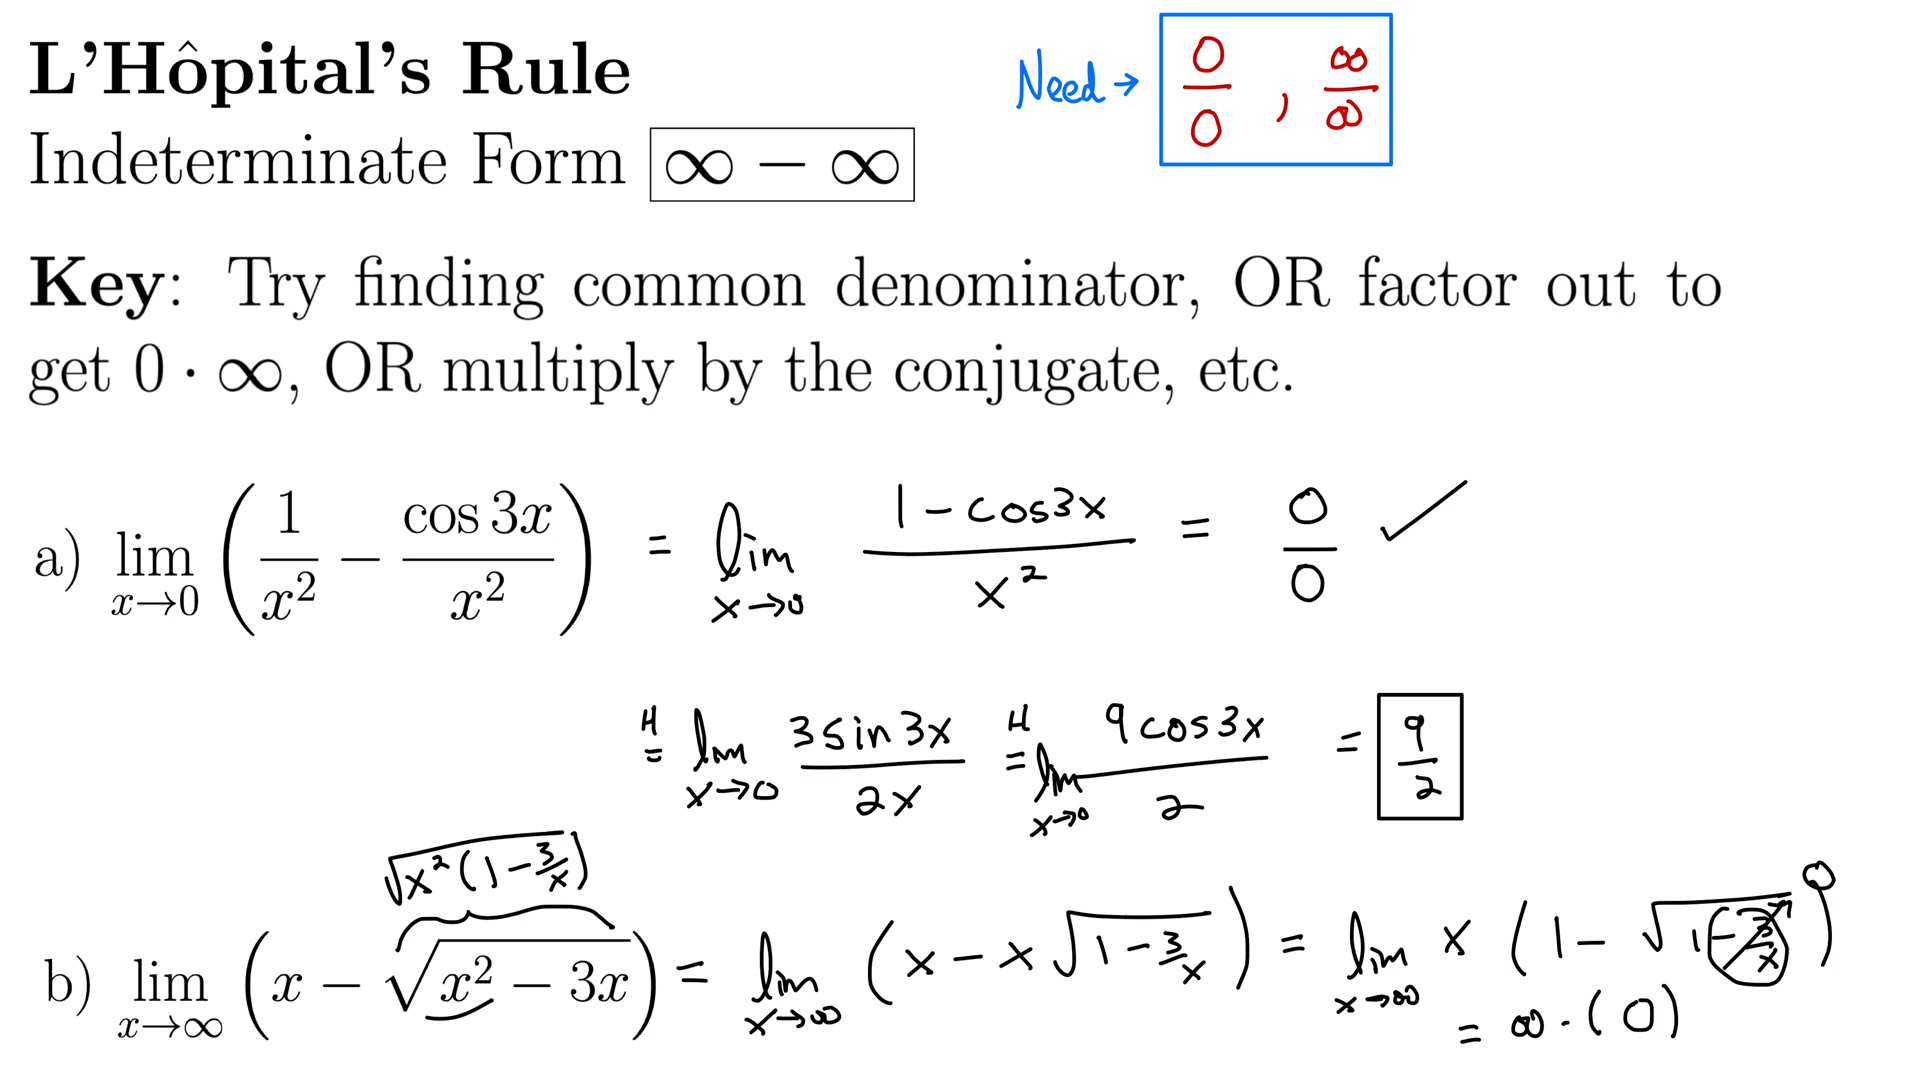 L'Hôpital's Rule
Need → 0/0 , ∞/∞
Indeterminate Form ∞ − ∞
Key: Try finding common denominator, OR factor out to
get 0 · ∞, OR multiply by the conjugate, etc.
a) lim x→0 (1/x² − cos 3x/x²) = lim x→0 (1 − cos3x)/x² = 0/0 ✓
H= lim x→0 3sin3x/2x H= lim x→0 9cos3x/2 = 9/2
√x²(1−3/x)
b) lim x→∞ (x − √(x² − 3x)) = lim x→∞ (x − x√(1−3/x)) = lim x→∞ x (1 − √(1−3/x)) 0
= ∞ · (0)